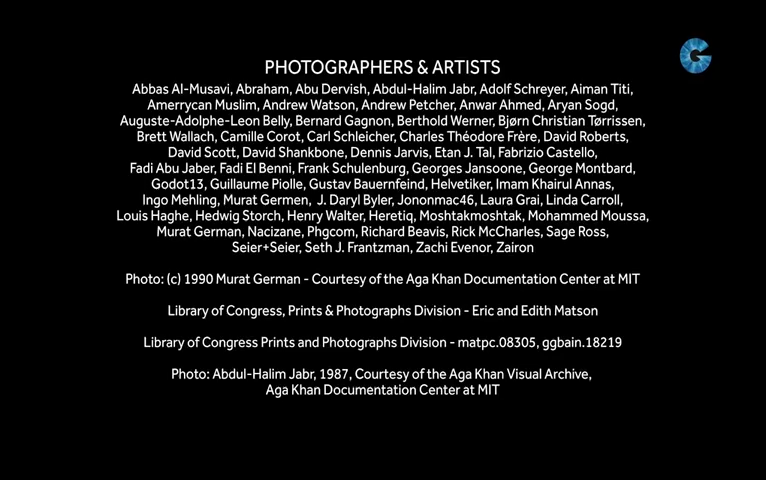 PHOTOGRAPHERS & ARTISTS
Abbas Al-Musavi, Abraham, Abu Dervish, Abdul-Halim Jabr, Adolf Schreyer, Aiman Titi,
Amerrycan Muslim, Andrew Watson, Andrew Petcher, Anwar Ahmed, Aryan Sogd,
Auguste-Adolphe-Leon Belly, Bernard Gagnon, Berthold Werner, Bjørn Christian Tørrissen,
Brett Wallach, Camille Corot, Carl Schleicher, Charles Théodore Frère, David Roberts,
David Scott, David Shankbone, Dennis Jarvis, Etan J. Tal, Fabrizio Castello,
Fadi Abu Jaber, Fadi El Benni, Frank Schulenburg, Georges Jansoone, George Montbard,
Godot13, Guillaume Piolle, Gustav Bauernfeind, Helvetiker, Imam Khairul Annas,
Ingo Mehling, Murat Germen, J. Daryl Byler, Jononmac46, Laura Grai, Linda Carroll,
Louis Haghe, Hedwig Storch, Henry Walter, Heretiq, Moshtakmoshtak, Mohammed Moussa,
Murat German, Nacizane, Phgcom, Richard Beavis, Rick McCharles, Sage Ross,
Seier+Seier, Seth J. Frantzman, Zachi Evenor, Zairon
Photo: (c) 1990 Murat German - Courtesy of the Aga Khan Documentation Center at MIT
Library of Congress, Prints & Photographs Division - Eric and Edith Matson
Library of Congress Prints and Photographs Division - matpc.08305, ggbain.18219
Photo: Abdul-Halim Jabr, 1987, Courtesy of the Aga Khan Visual Archive,
Aga Khan Documentation Center at MIT